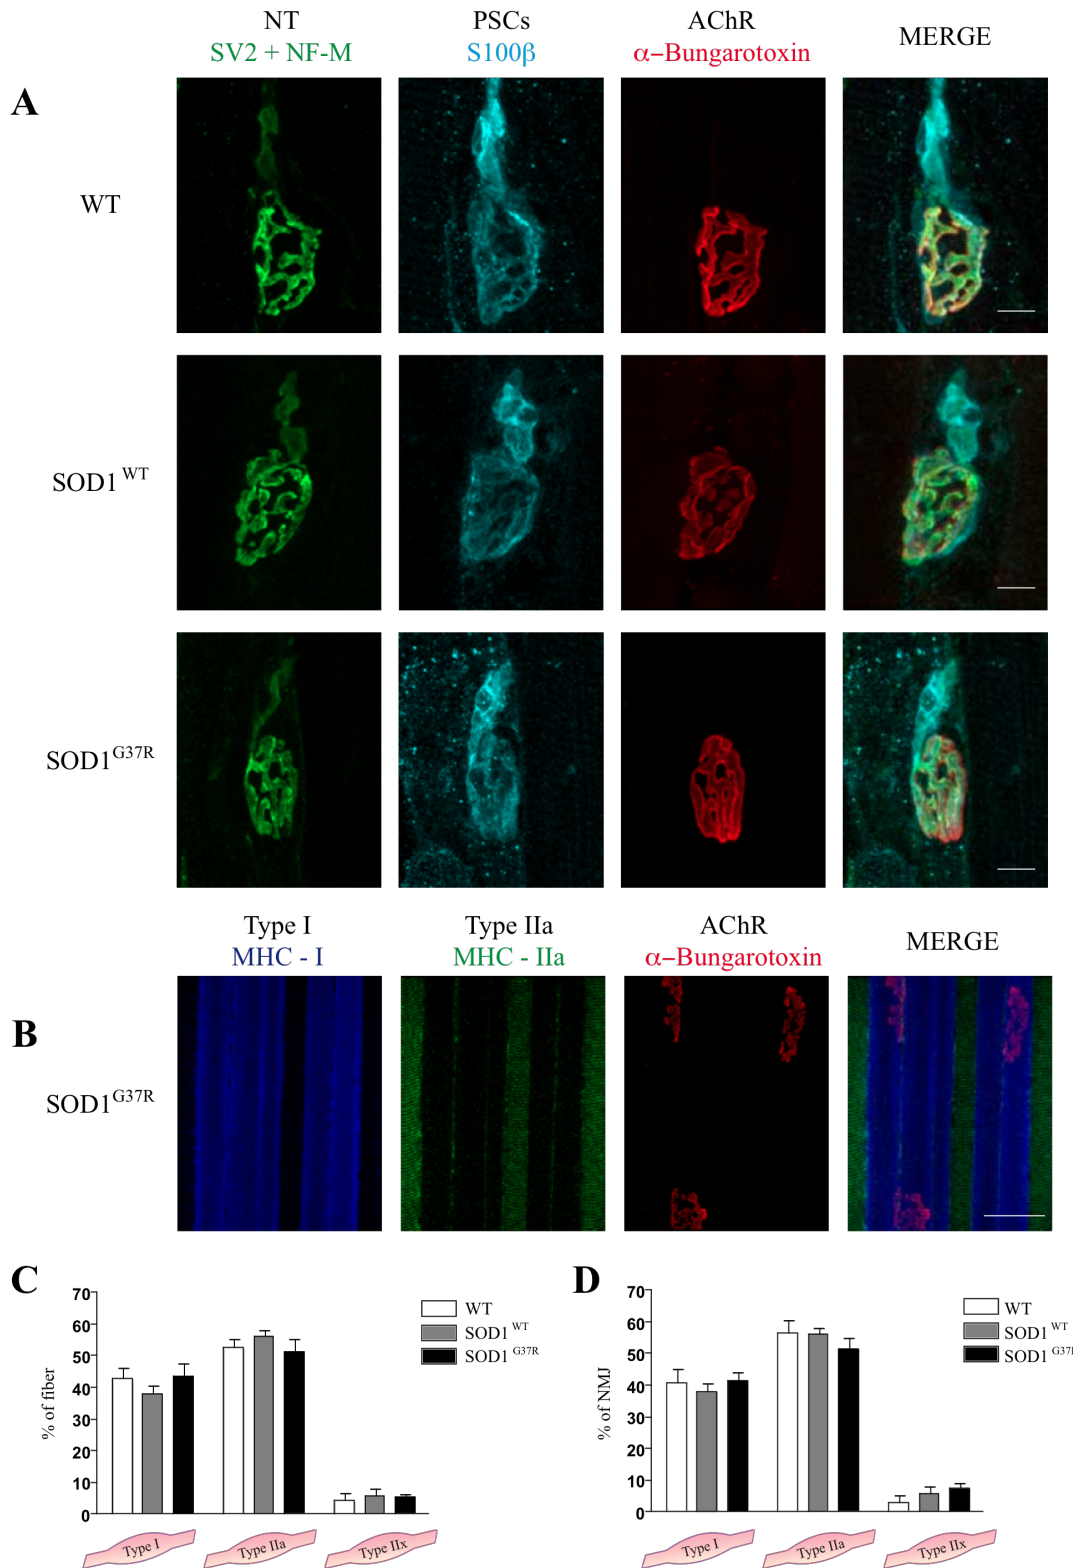 NT PSCs AChR MERGE
SV2 + NF-M S100β α–Bungarotoxin
A
WT
SOD1 WT
SOD1 G37R
Type I Type IIa AChR MERGE
MHC - I MHC - IIa α–Bungarotoxin
B
SOD1 G37R
C
70
60
50
40
30
20
10
0
% of fiber
WT
SOD1 WT
SOD1 G37R
Type I Type IIa Type IIx
D
70
60
50
40
30
20
10
0
% of NMJ
WT
SOD1 WT
SOD1 G37
Type I Type IIa Type IIx